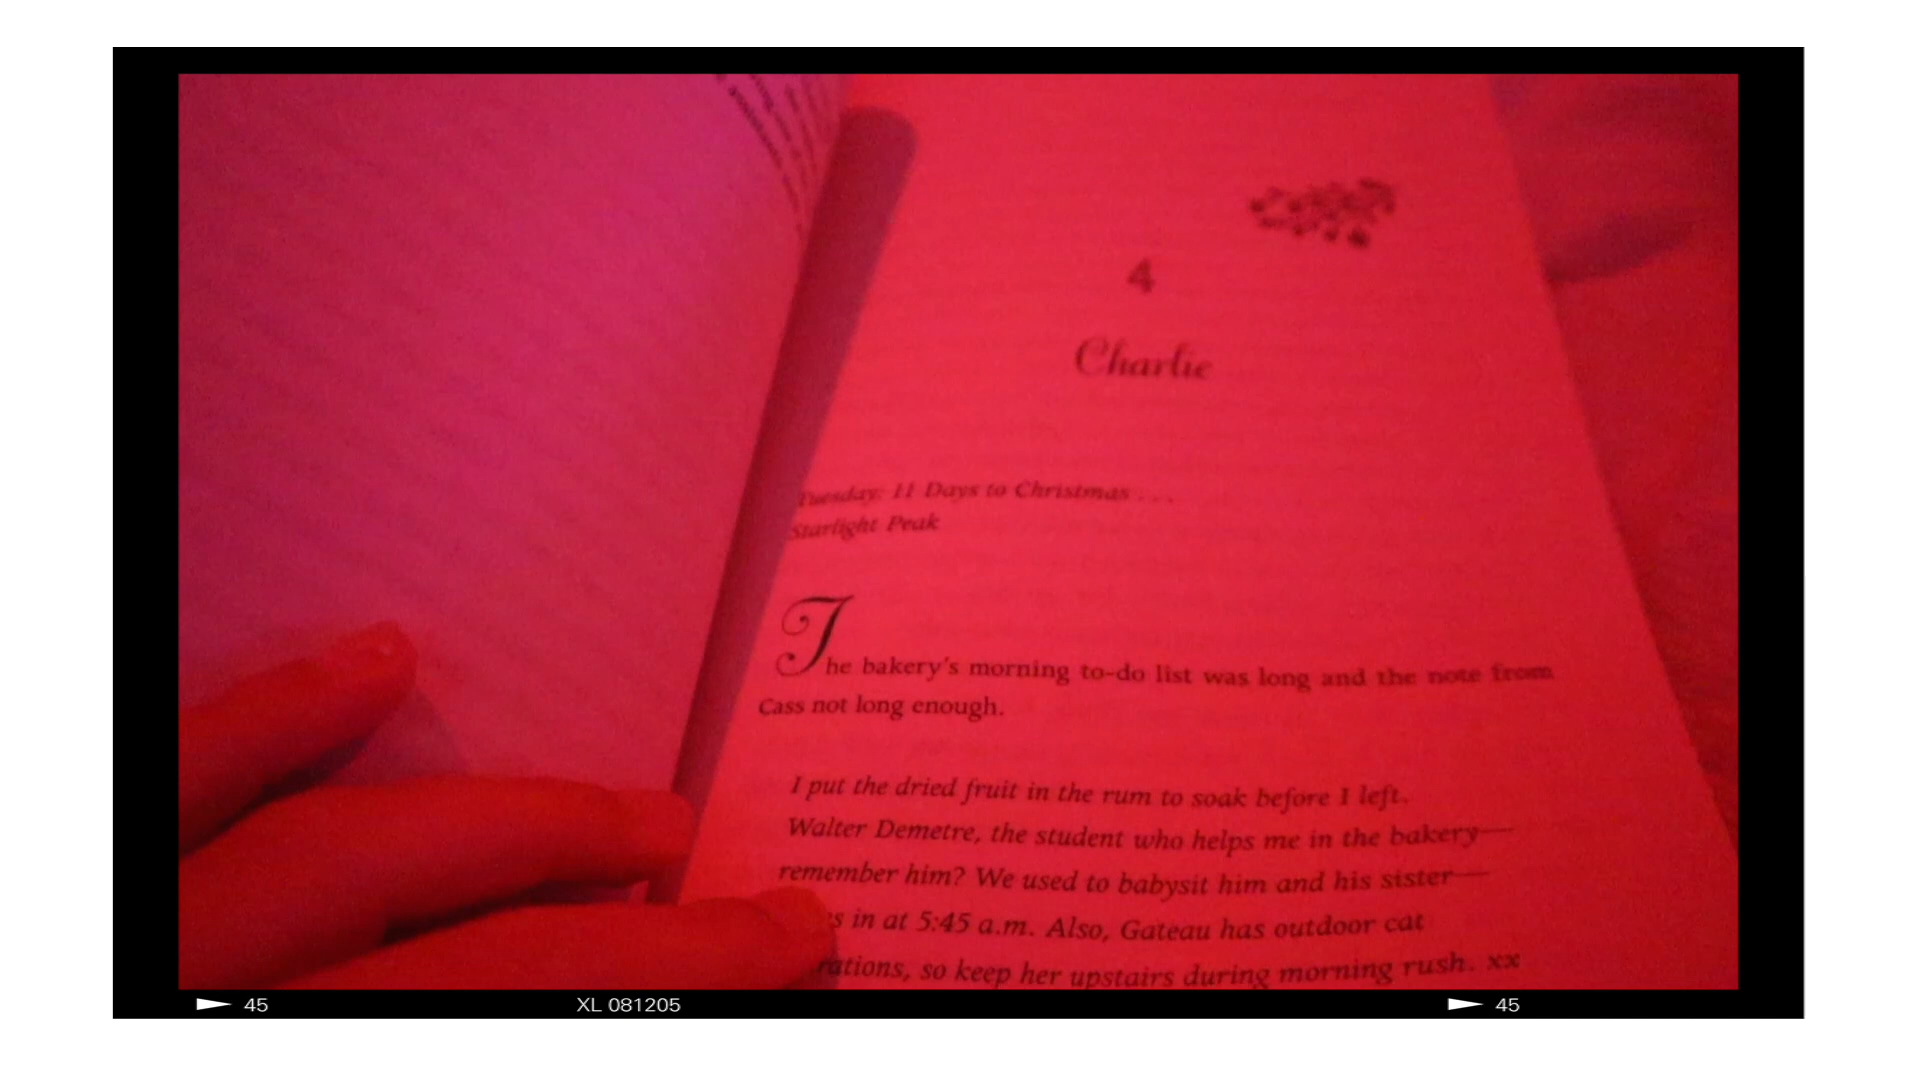 4
Charlie
Tuesday: 11 Days to Christmas . . .
Starlight Peak
The bakery's morning to-do list was long and the note from
Cass not long enough.
I put the dried fruit in the rum to soak before I left.
Walter Demetre, the student who helps me in the bakery—
remember him? We used to babysit him and his sister—
s in at 5:45 a.m. Also, Gateau has outdoor cat
rations, so keep her upstairs during morning rush. xx
45 XL 081205 45